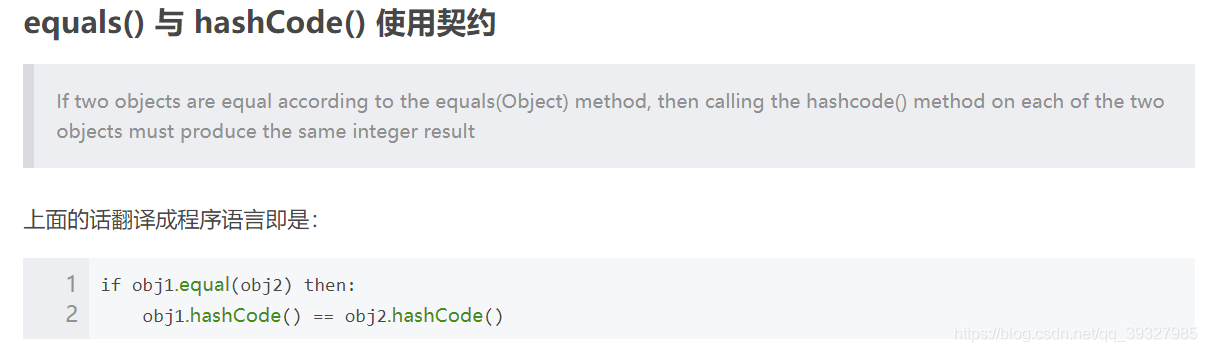 equals() 与 hashCode() 使用契约
If two objects are equal according to the equals(Object) method, then calling the hashcode() method on each of the two
objects must produce the same integer result
上面的话翻译成程序语言即是：
1 if obj1.equal(obj2) then:
2 obj1.hashCode() == obj2.hashCode()
https://blog.csdn.net/qq_39327985